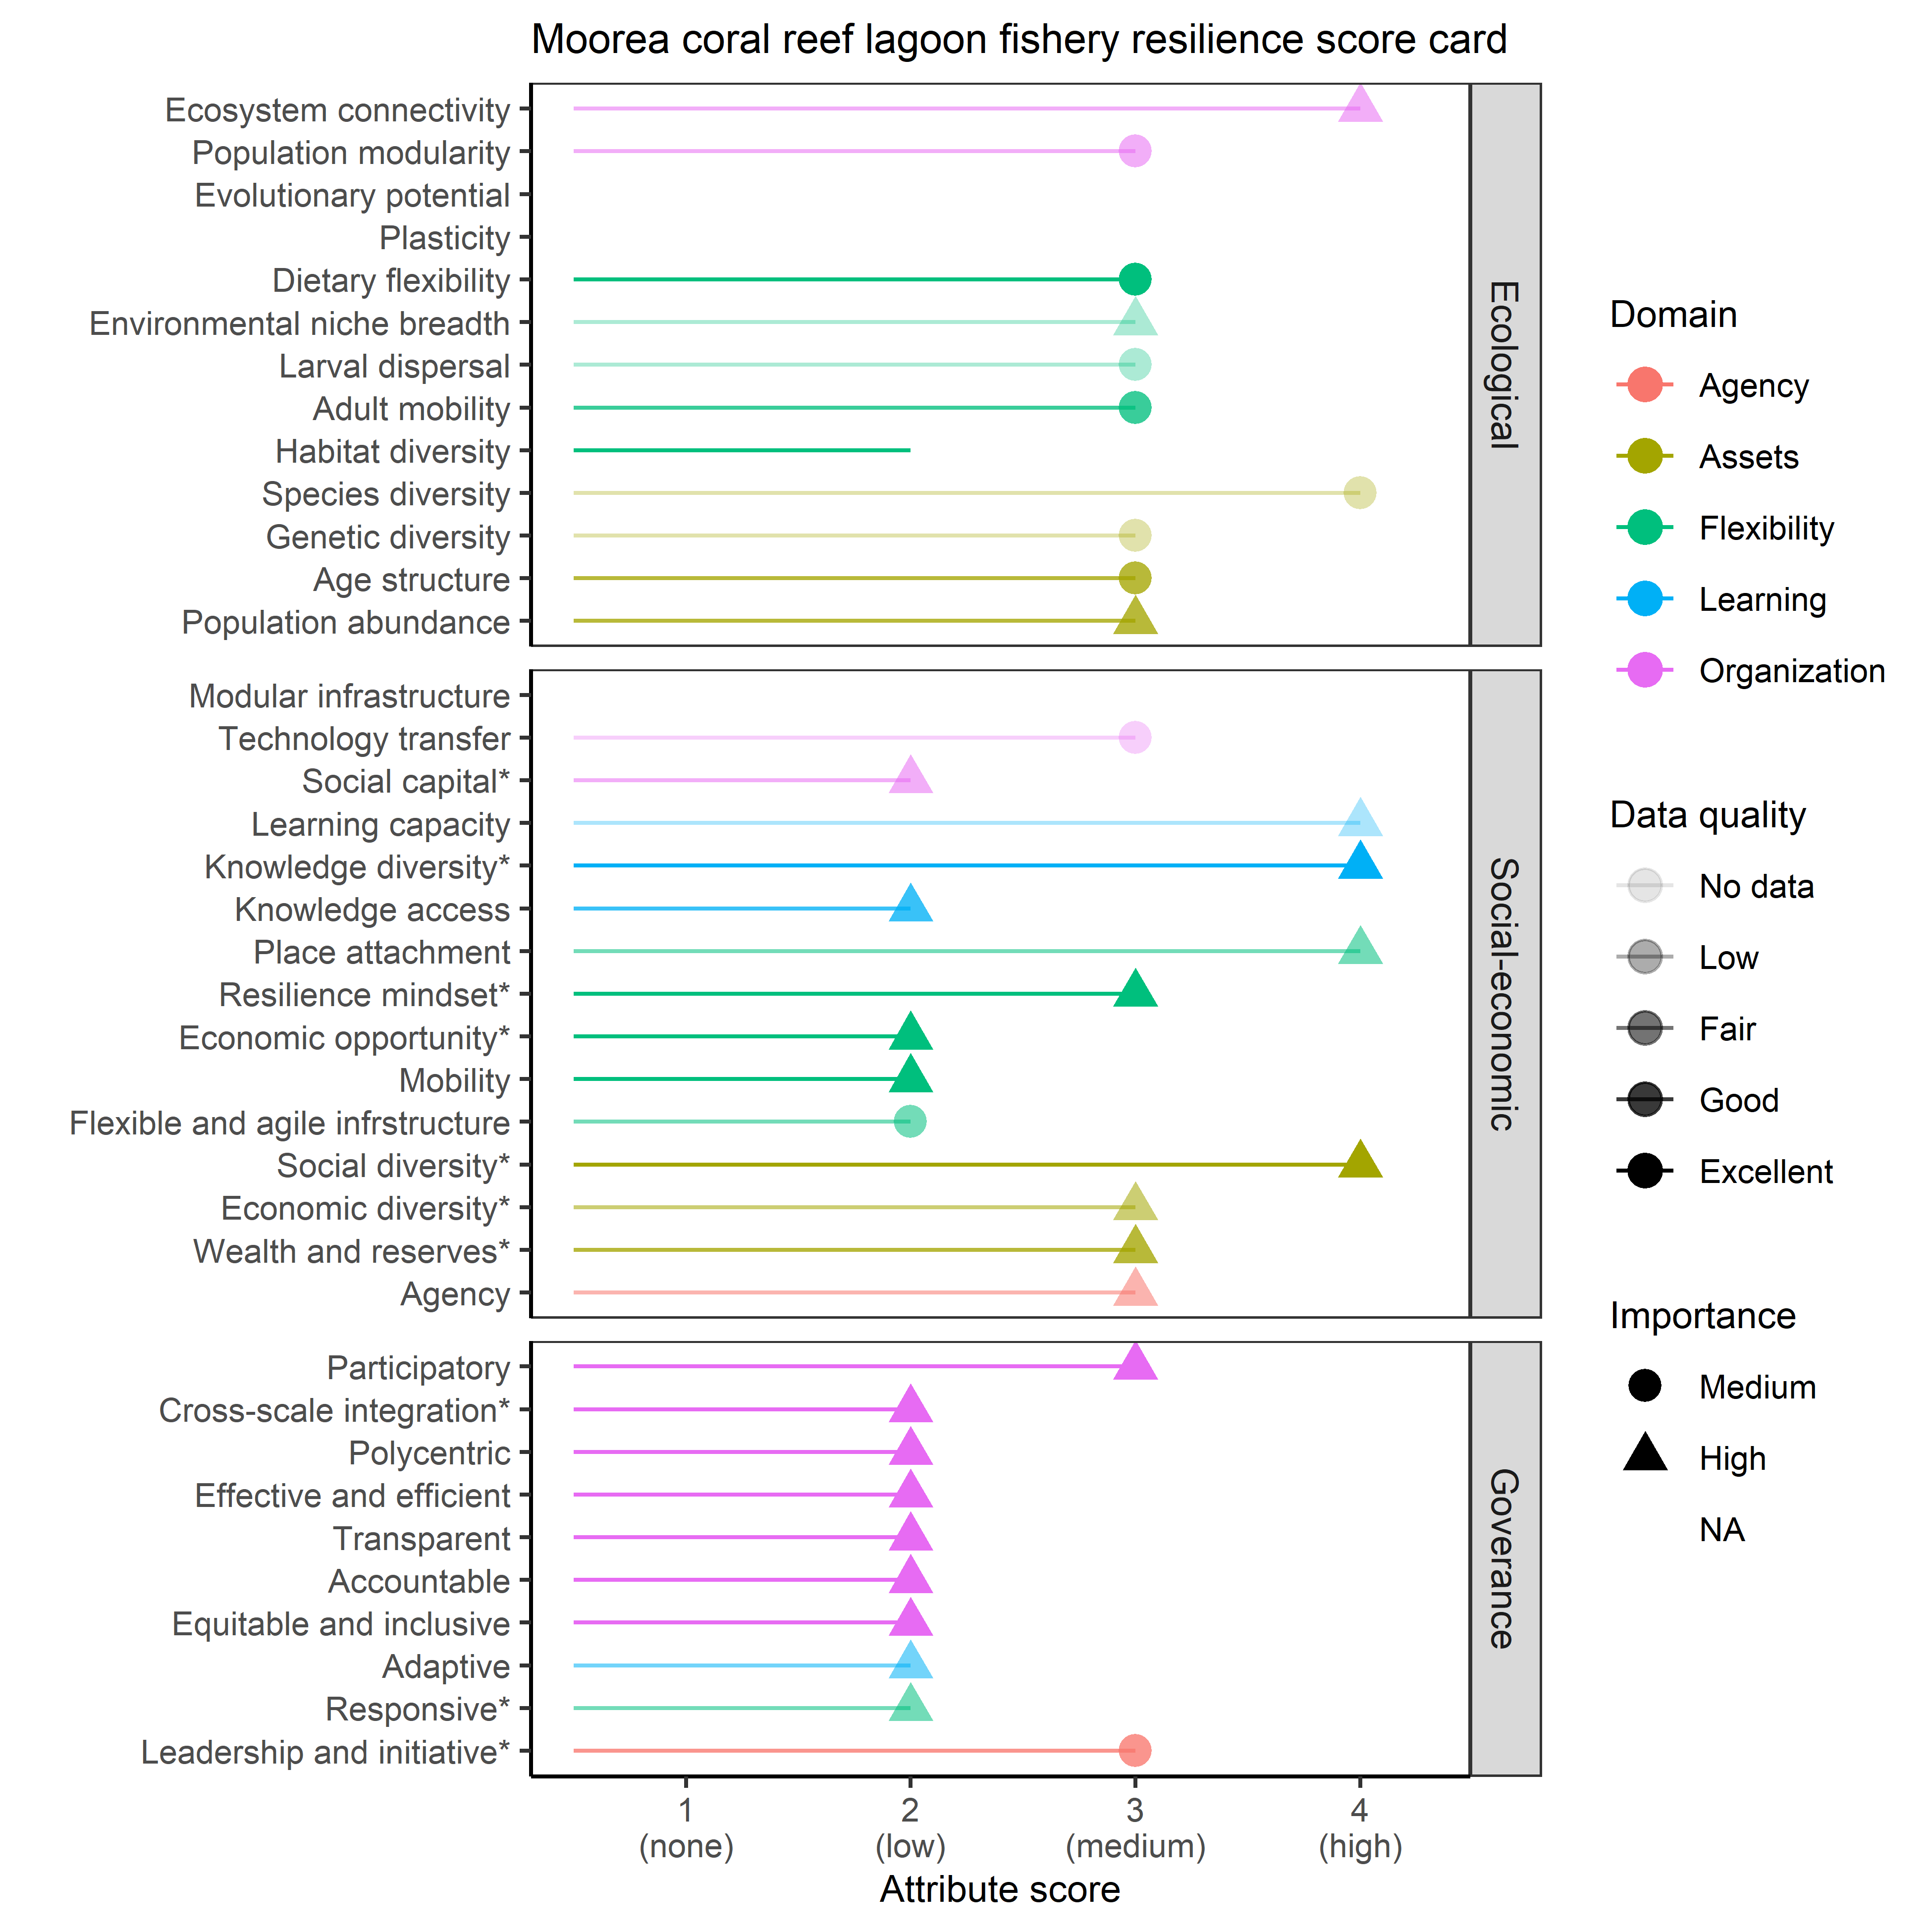 Moorea coral reef lagoon fishery resilience score card
Ecosystem connectivity
Population modularity
Evolutionary potential
Plasticity
Dietary flexibility
Environmental niche breadth
Larval dispersal
Adult mobility
Habitat diversity
Species diversity
Genetic diversity
Age structure
Population abundance
Ecological
Modular infrastructure
Technology transfer
Social capital*
Learning capacity
Knowledge diversity*
Knowledge access
Place attachment
Resilience mindset*
Economic opportunity*
Mobility
Flexible and agile infrstructure
Social diversity*
Economic diversity*
Wealth and reserves*
Agency
Social-economic
Participatory
Cross-scale integration*
Polycentric
Effective and efficient
Transparent
Accountable
Equitable and inclusive
Adaptive
Responsive*
Leadership and initiative*
Goverance
1
(none)
2
(low)
3
(medium)
4
(high)
Attribute score
Domain
Agency
Assets
Flexibility
Learning
Organization
Data quality
No data
Low
Fair
Good
Excellent
Importance
Medium
High
NA